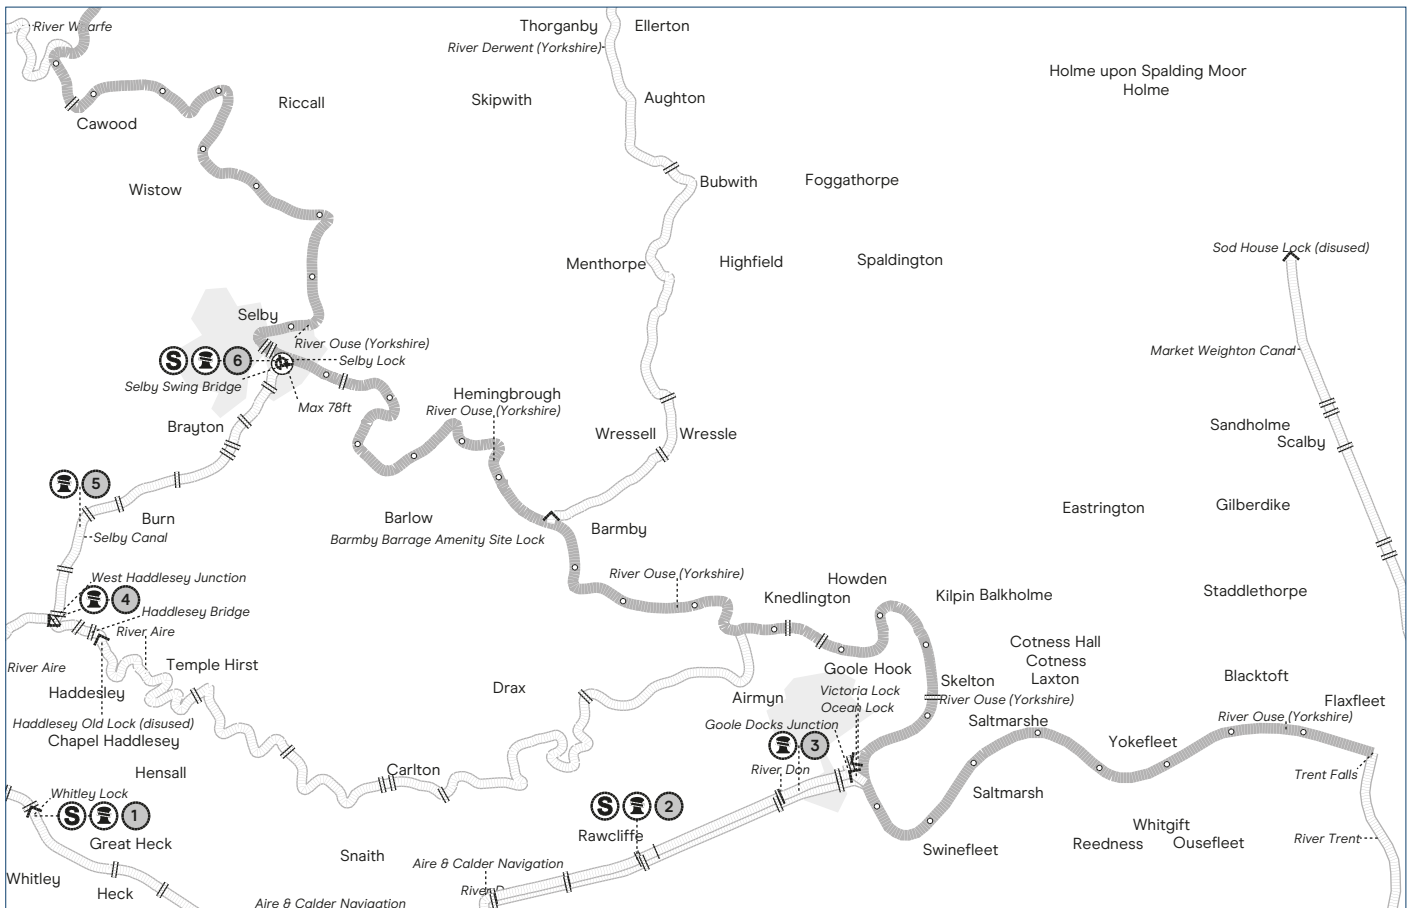 River Wharfe
Thorganby
Ellerton
River Derwent (Yorkshire)
Holme upon Spalding Moor
Holme
Riccall
Skipwith
Aughton
Cawood
Wistow
Bubwith
Foggathorpe
Sod House Lock (disused)
Menthorpe
Highfield
Spaldington
Selby
River Ouse (Yorkshire)
Market Weighton Canal
S
6
Selby Lock
Selby Swing Bridge
Max 78ft
Hemingbrough
River Ouse (Yorkshire)
Brayton
Wressell
Wressle
Sandholme
Scalby
5
Burn
Barlow
Barmby
Eastrington
Gilberdike
Selby Canal
Barmby Barrage Amenity Site Lock
West Haddlesey Junction
River Ouse (Yorkshire)
Howden
4
Haddlesey Bridge
Knedlington
Kilpin
Balkholme
Staddlethorpe
River Aire
Cotness Hall
Cotness
Laxton
River Aire
Temple Hirst
Goole Hook
Skelton
Blacktoft
Haddesley
Drax
Airmyn
Victoria Lock
Ocean Lock
River Ouse (Yorkshire)
Flaxfleet
Haddlesey Old Lock (disused)
Chapel Haddlesey
Goole Docks Junction
Saltmarshe
River Ouse (Yorkshire)
3
Yokefleet
Hensall
Carlton
River Don
Trent Falls
Whitley Lock
Saltmarsh
S
1
S
2
Whitgift
Great Heck
Rawcliffe
Reedness
Ousefleet
River Trent
Snaith
Swinefleet
Aire & Calder Navigation
Whitley
Heck
River D
Aire & Calder Navigation